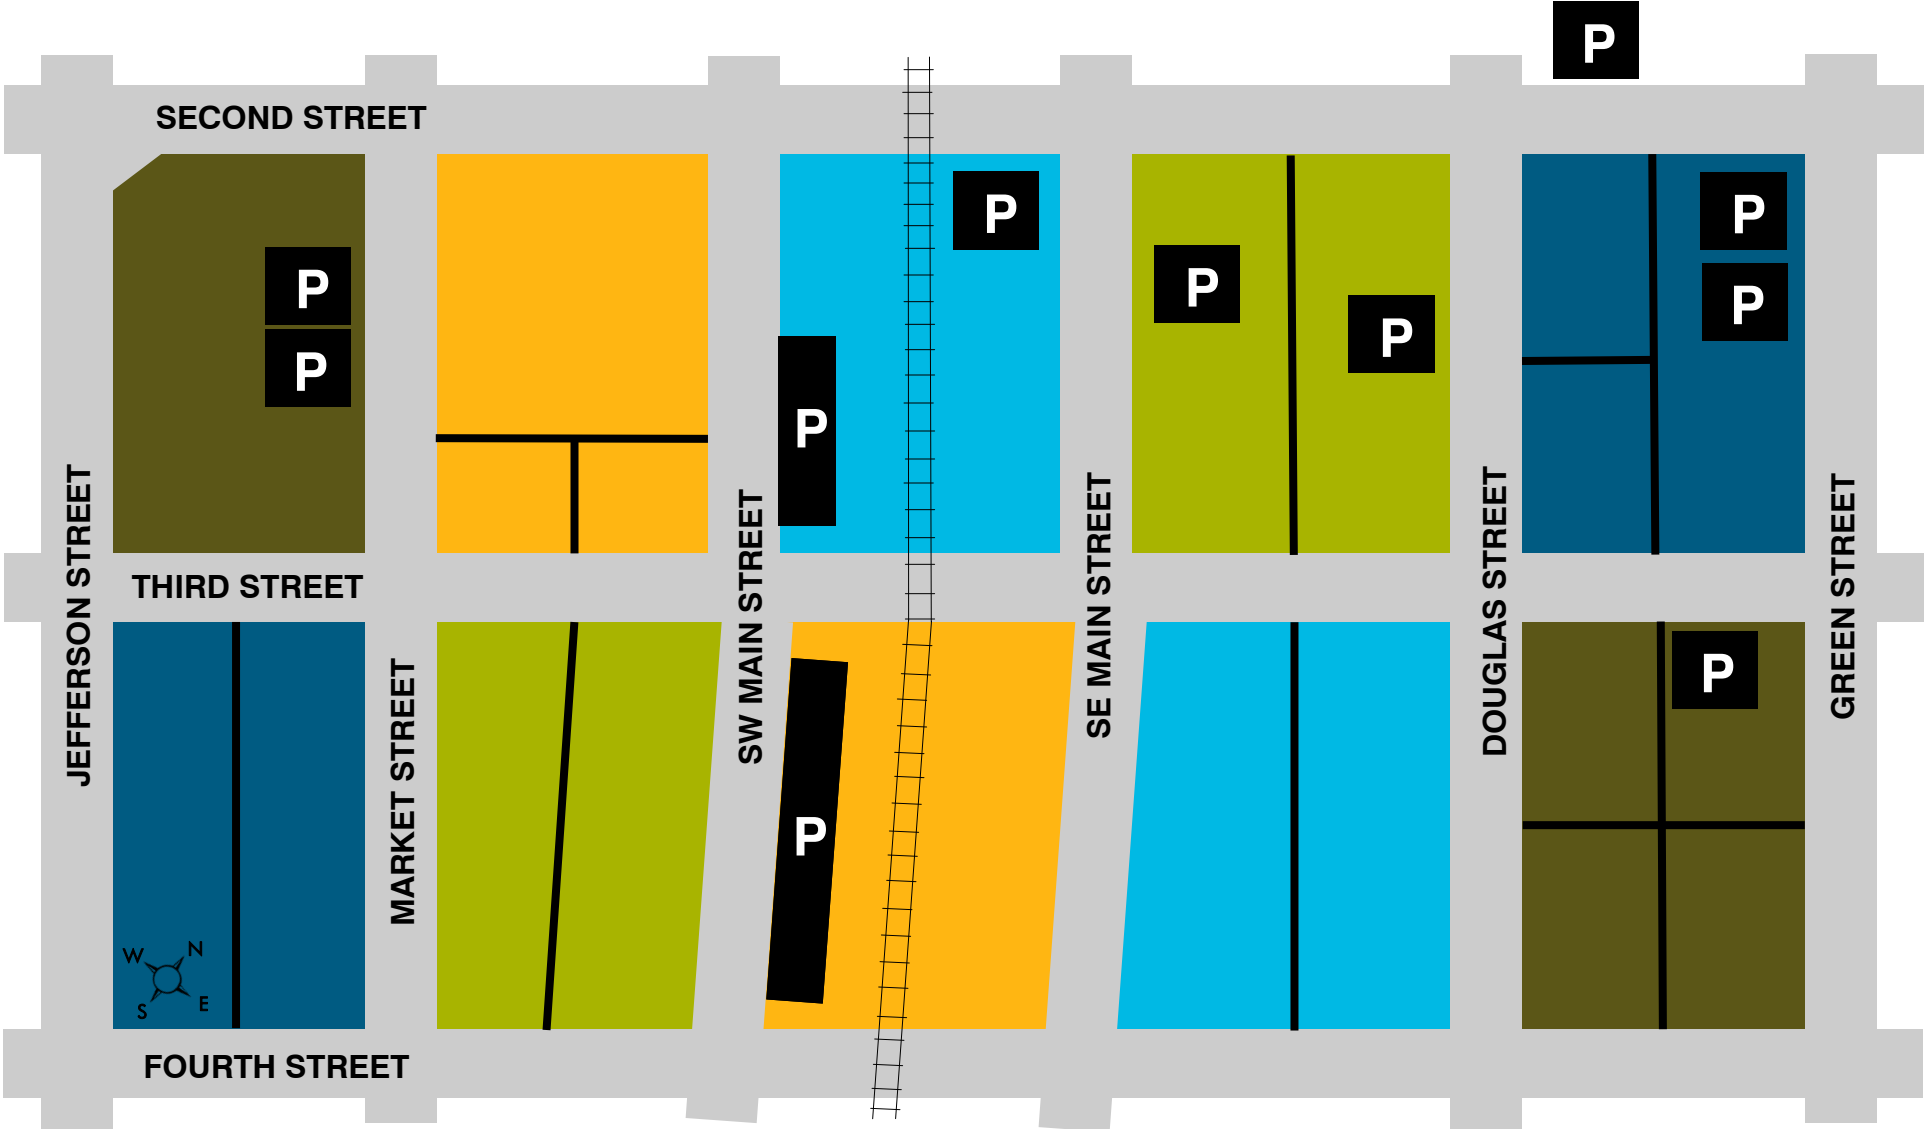 P
SECOND STREET
P
P
P
P
P
P
P
P
P
JEFFERSON STREET
THIRD STREET
MARKET STREET
SW MAIN STREET
SE MAIN STREET
DOUGLAS STREET
GREEN STREET
P
P
W N
S E
FOURTH STREET